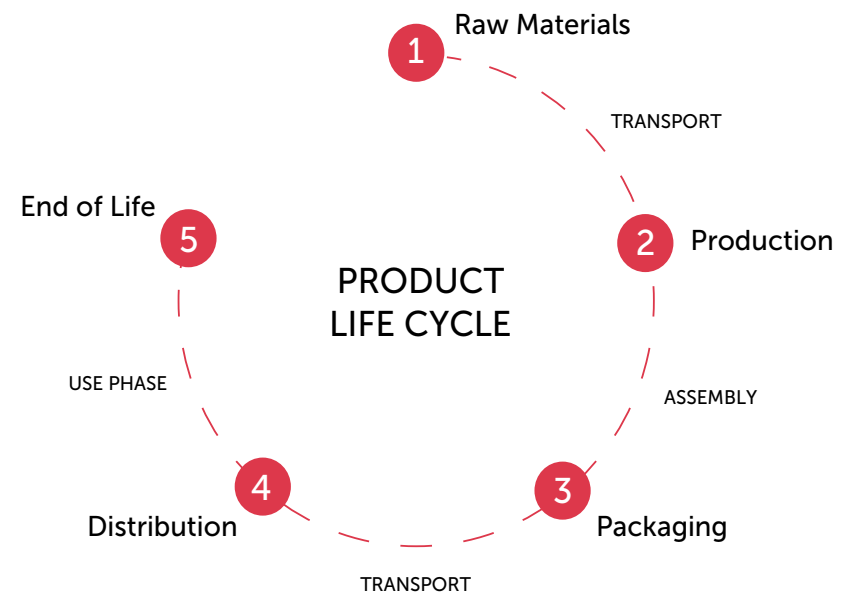 1
Raw Materials
TRANSPORT
2
Production
ASSEMBLY
3
Packaging
TRANSPORT
4
Distribution
USE PHASE
5
End of Life
PRODUCT
LIFE CYCLE